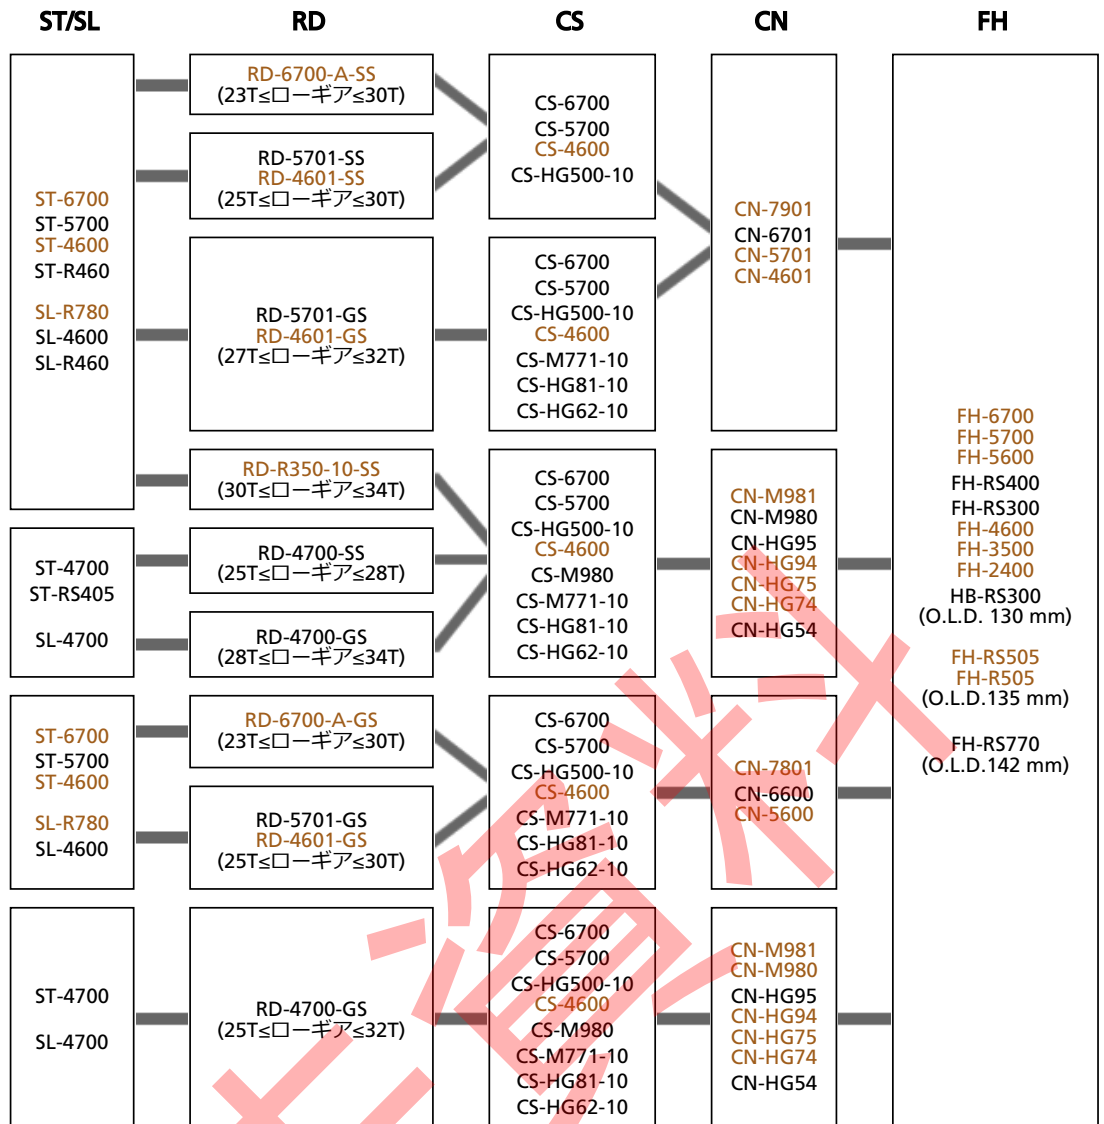 ST/SL
RD
CS
CN
FH
ST-6700
ST-5700
ST-4600
ST-R460
SL-R780
SL-4600
SL-R460
RD-6700-A-SS
(23T≤ローギア≤30T)
RD-5701-SS
RD-4601-SS
(25T≤ローギア≤30T)
RD-5701-GS
RD-4601-GS
(27T≤ローギア≤32T)
RD-R350-10-SS
(30T≤ローギア≤34T)
CS-6700
CS-5700
CS-4600
CS-HG500-10
CS-6700
CS-5700
CS-HG500-10
CS-4600
CS-M771-10
CS-HG81-10
CS-HG62-10
CN-7901
CN-6701
CN-5701
CN-4601
ST-4700
ST-RS405
SL-4700
RD-4700-SS
(25T≤ローギア≤28T)
RD-4700-GS
(28T≤ローギア≤34T)
CS-6700
CS-5700
CS-HG500-10
CS-4600
CS-M980
CS-M771-10
CS-HG81-10
CS-HG62-10
CN-M981
CN-M980
CN-HG95
CN-HG94
CN-HG75
CN-HG74
CN-HG54
ST-6700
ST-5700
ST-4600
SL-R780
SL-4600
RD-6700-A-GS
(23T≤ローギア≤30T)
RD-5701-GS
RD-4601-GS
(25T≤ローギア≤30T)
CS-6700
CS-5700
CS-HG500-10
CS-4600
CS-M771-10
CS-HG81-10
CS-HG62-10
CN-7801
CN-6600
CN-5600
ST-4700
SL-4700
RD-4700-GS
(25T≤ローギア≤32T)
CS-6700
CS-5700
CS-HG500-10
CS-4600
CS-M980
CS-M771-10
CS-HG81-10
CS-HG62-10
CN-M981
CN-M980
CN-HG95
CN-HG94
CN-HG75
CN-HG74
CN-HG54
FH-6700
FH-5700
FH-5600
FH-RS400
FH-RS300
FH-4600
FH-3500
FH-2400
HB-RS300
(O.L.D. 130 mm)
FH-RS505
FH-R505
(O.L.D.135 mm)
FH-RS770
(O.L.D.142 mm)
資料